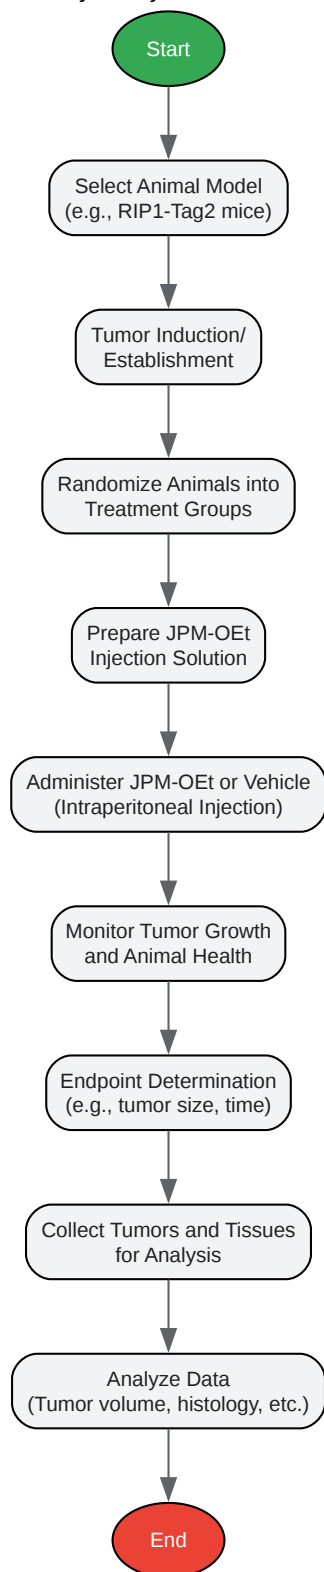 Start
Select Animal Model
(e.g., RIP1-Tag2 mice)
Tumor Induction/
Establishment
Randomize Animals into
Treatment Groups
Prepare JPM-OEt
Injection Solution
Administer JPM-OEt or Vehicle
(Intraperitoneal Injection)
Monitor Tumor Growth
and Animal Health
Endpoint Determination
(e.g., tumor size, time)
Collect Tumors and Tissues
for Analysis
Analyze Data
(Tumor volume, histology, etc.)
End